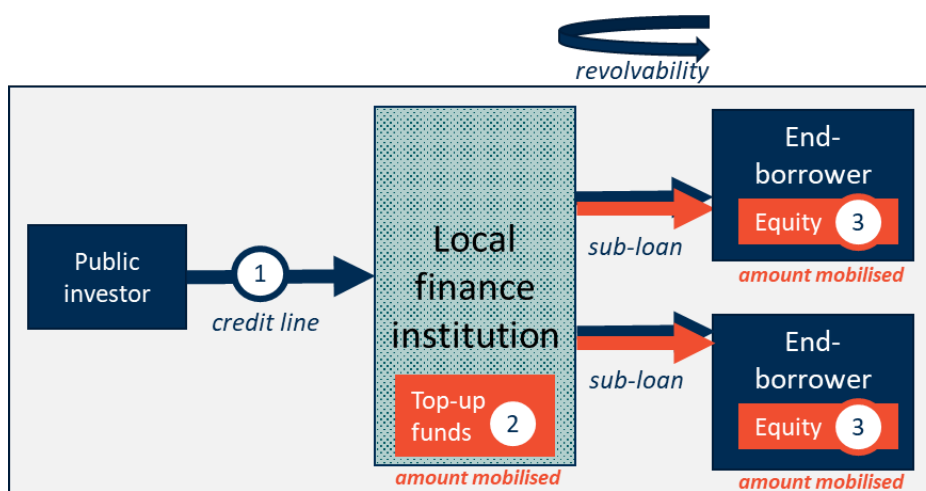 revolvability
Public
investor
1
credit line
Local
finance
institution
Top-up
funds
2
amount mobilised
sub-loan
sub-loan
End-
borrower
Equity
3
amount mobilised
End-
borrower
Equity
3
amount mobilised